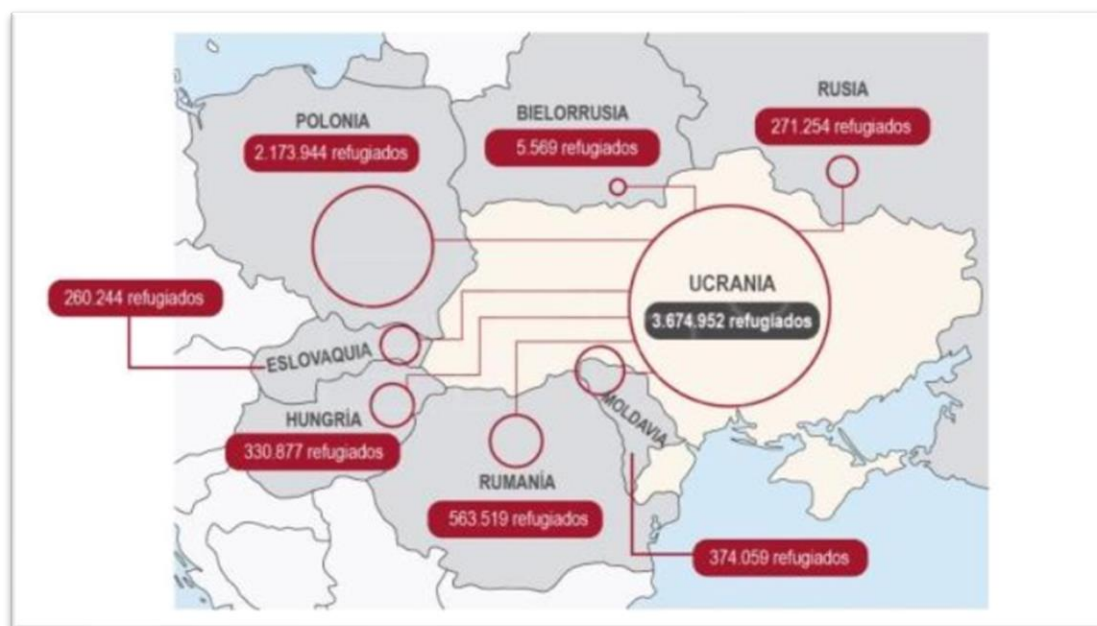 RUSIA
271.254 refugiados
BIELORRUSIA
5.569 refugiados
POLONIA
2.173.944 refugiados
UCRANIA
3.674.952 refugiados
260.244 refugiados
ESLOVAQUIA
HUNGRÍA
330.877 refugiados
MOLDAVIA
RUMANÍA
563.519 refugiados
374.059 refugiados